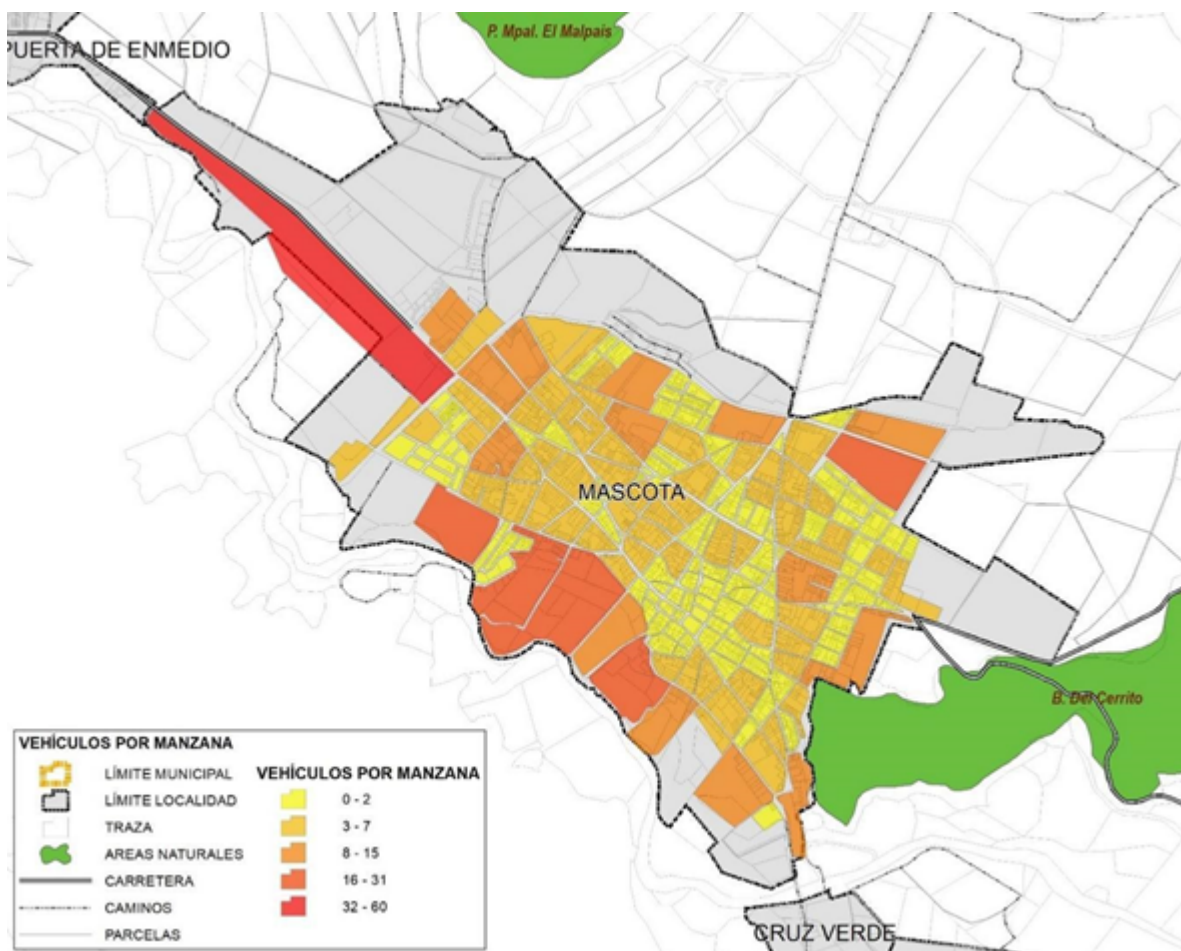 P. Mpal. El Malpais
PUERTA DE ENMEDIO
MASCOTA
B. Del Cerrito
CRUZ VERDE
VEHÍCULOS POR MANZANA
LÍMITE MUNICIPAL
LÍMITE LOCALIDAD
TRAZA
AREAS NATURALES
CARRETERA
CAMINOS
PARCELAS
VEHÍCULOS POR MANZANA
0 - 2
3 - 7
8 - 15
16 - 31
32 - 60